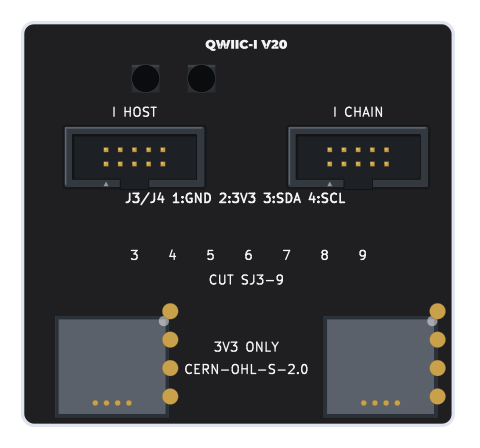 QWIIC-I V20
I HOST
I CHAIN
J3/J4 1:GND 2:3V3 3:SDA 4:SCL
3 4 5 6 7 8 9
CUT SJ3-9
3V3 ONLY
CERN-OHL-S-2.0